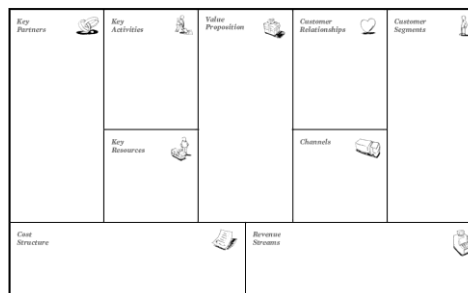 Key
Partners
Key
Activities
Key
Resources
Value
Proposition
Customer
Relationships
Channels
Customer
Segments
Cost
Structure
Revenue
Streams